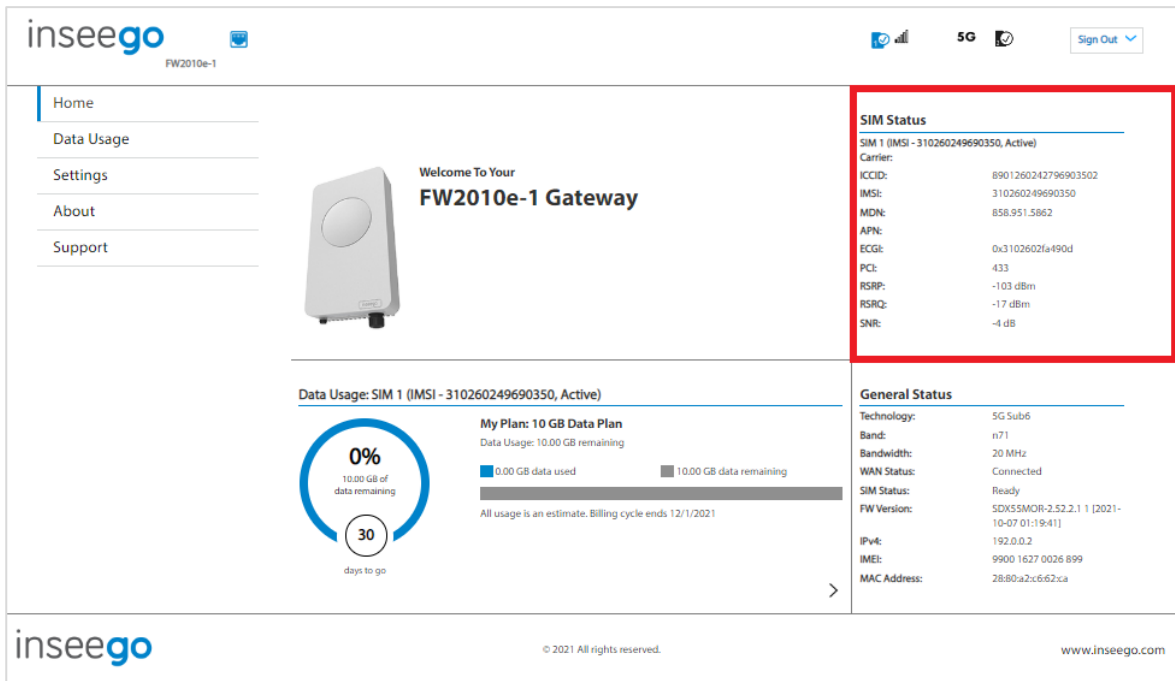 inseego
FW2010e-1
5G
Sign Out
Home
Data Usage
Settings
About
Support
Welcome To Your
FW2010e-1 Gateway
SIM Status
SIM 1 (IMSI - 310260249690350, Active)
Carrier:
ICCID: 8901260242796903502
IMSI: 310260249690350
MDN: 858.951.5862
APN:
ECGI: 0x3102602fa490d
PCI: 433
RSRP: -103 dBm
RSRQ: -17 dBm
SNR: -4 dB
Data Usage: SIM 1 (IMSI - 310260249690350, Active)
0%
10.00 GB of
data remaining
30
days to go
My Plan: 10 GB Data Plan
Data Usage: 10.00 GB remaining
0.00 GB data used 10.00 GB data remaining
All usage is an estimate. Billing cycle ends 12/1/2021
General Status
Technology: 5G Sub6
Band: n71
Bandwidth: 20 MHz
WAN Status: Connected
SIM Status: Ready
FW Version: SDX55MOR-2.52.2.1 1 [2021-
10-07 01:19:41]
IPv4: 192.0.0.2
IMEI: 9900 1627 0026 899
MAC Address: 28:80:a2:c6:62:ca
inseego
© 2021 All rights reserved.
www.inseego.com